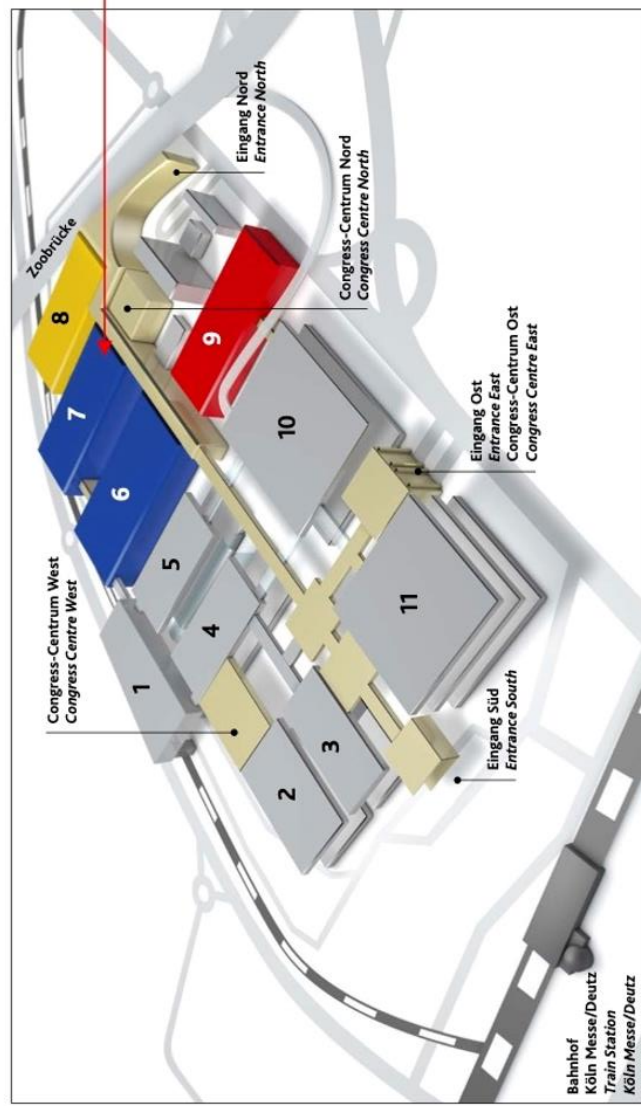 Zoobrücke
Eingang Nord
Entrance North
Congress-Centrum Nord
Congress Centre North
8
7
6
9
10
5
4
1
Congress-Centrum West
Congress Centre West
2
3
11
Eingang Ost
Entrance East
Congress-Centrum Ost
Congress Centre East
Eingang Süd
Entrance South
Bahnhof
Köln Messe/Deutz
Train Station
Köln Messe/Deutz